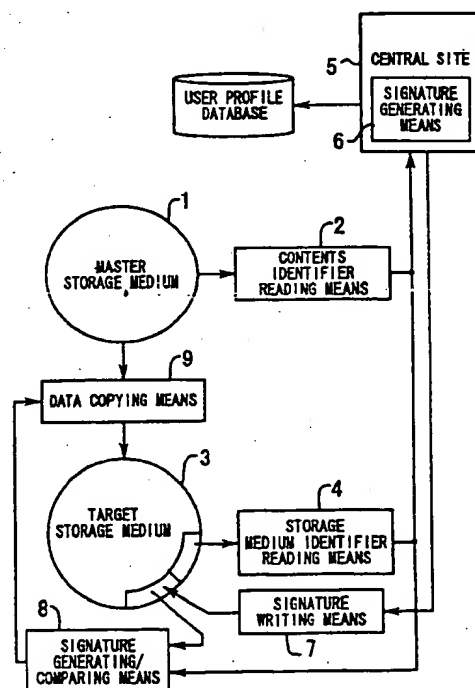 5
CENTRAL SITE
SIGNATURE
GENERATING
MEANS
6
USER PROFILE
DATABASE
1
MASTER
STORAGE MEDIUM
2
CONTENTS
IDENTIFIER
READING MEANS
9
DATA COPYING MEANS
3
TARGET
STORAGE MEDIUM
4
STORAGE
MEDIUM IDENTIFIER
READING MEANS
SIGNATURE
WRITING MEANS
7
8
SIGNATURE
GENERATING/
COMPARING MEANS